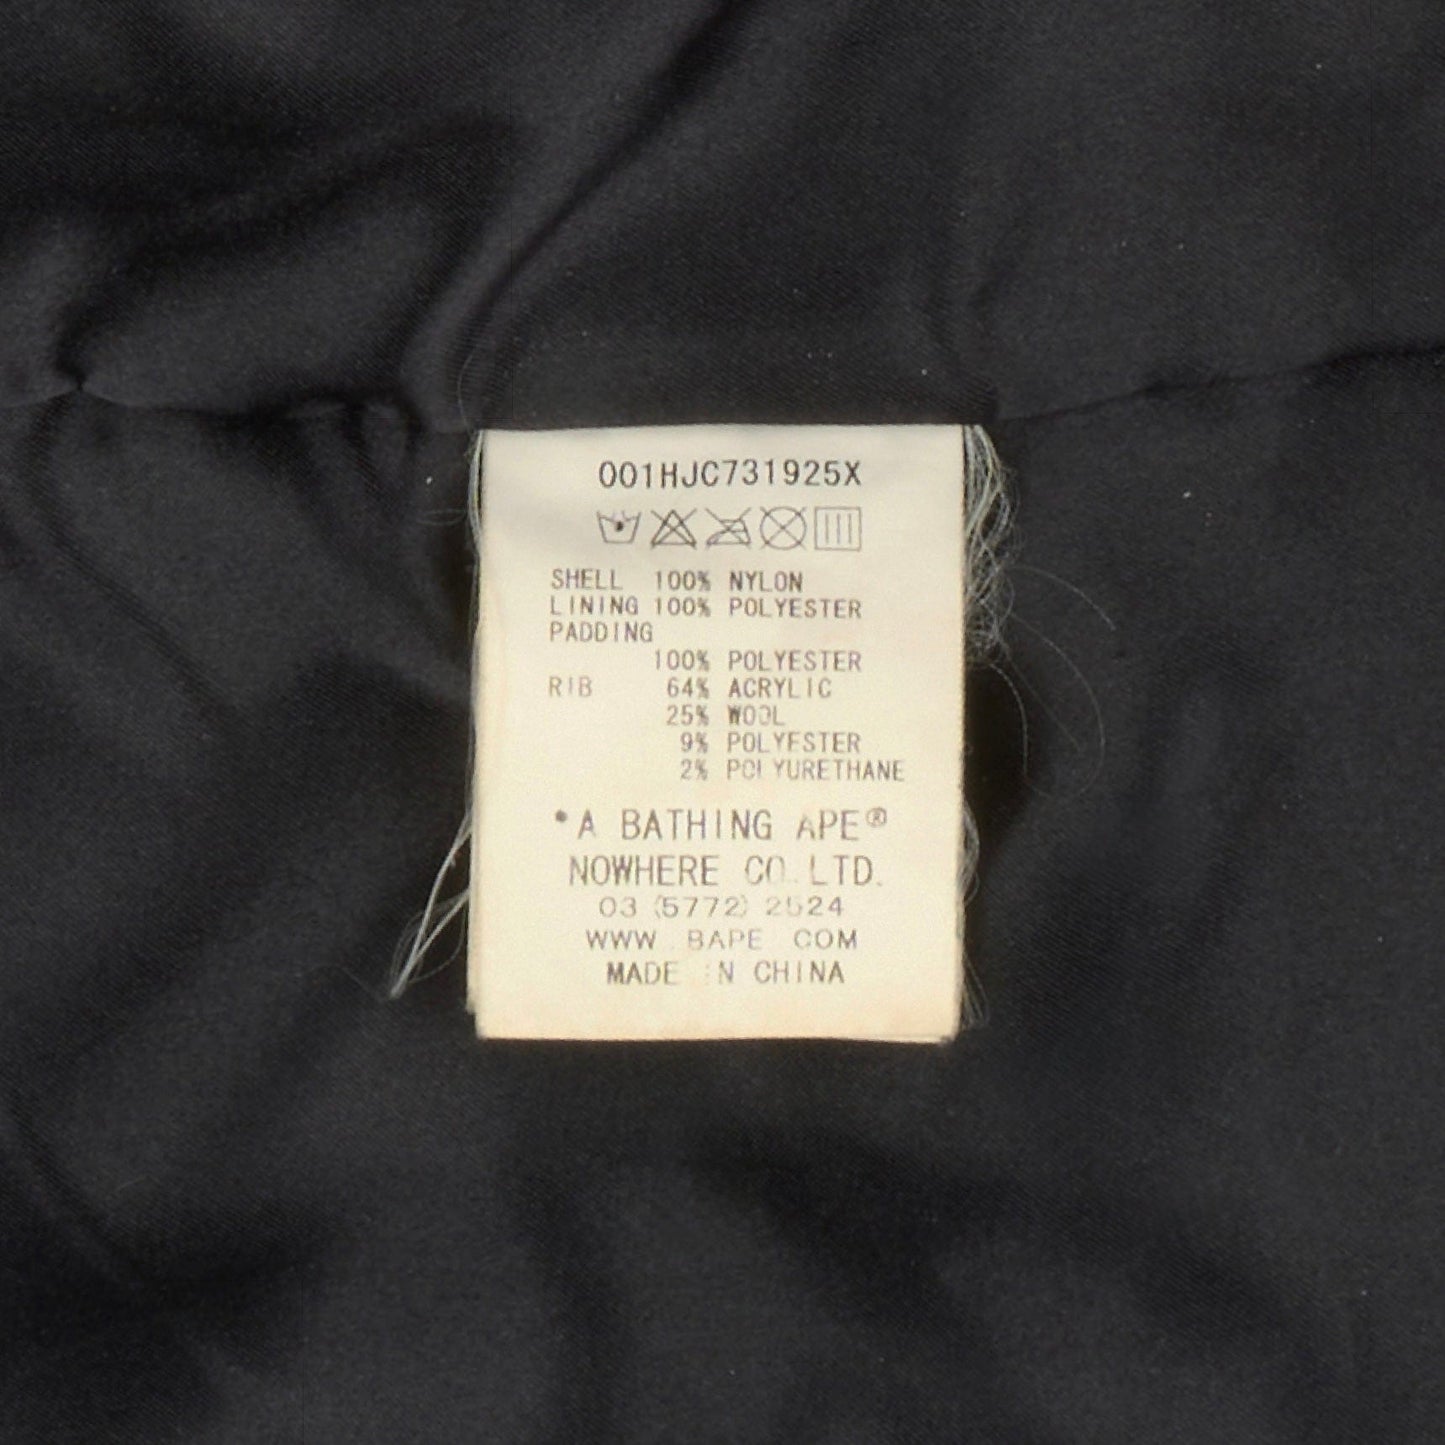 001HJC731925X
SHELL 100% NYLON
LINING 100% POLYESTER
PADDING
100% POLYESTER
RIB 64% ACRYLIC
25% WOOL
9% POLYESTER
2% POLYURETHANE
*A BATHING APE®
NOWHERE CO.,LTD.
03 (5772) 2524
WWW.BAPE.COM
MADE IN CHINA